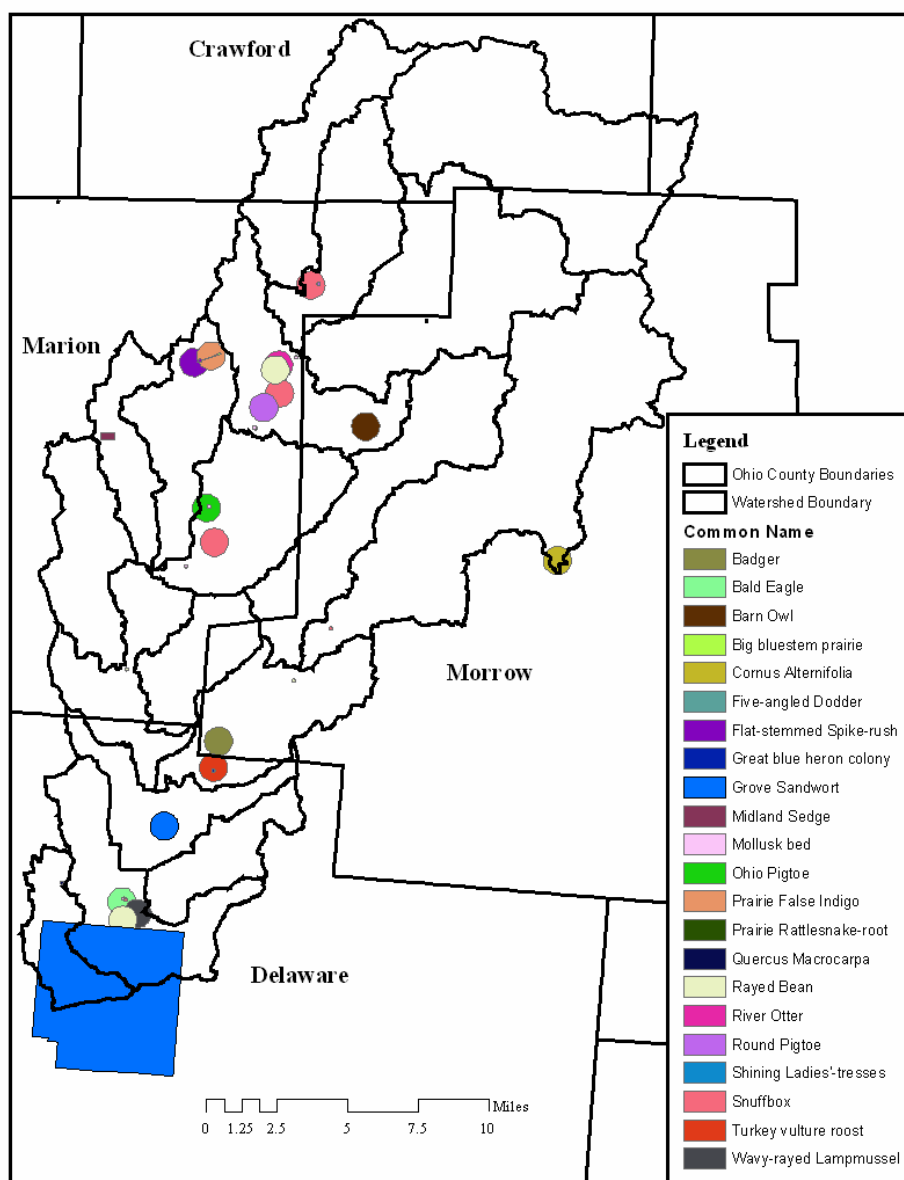 Crawford
Marion
Morrow
Delaware
Miles
0 1.25 2.5 5 7.5 10
Legend
Ohio County Boundaries
Watershed Boundary
Common Name
Badger
Bald Eagle
Barn Owl
Big bluestem prairie
Cornus Alternifolia
Five-angled Dodder
Flat-stemmed Spike-rush
Great blue heron colony
Grove Sandwort
Midland Sedge
Mollusk bed
Ohio Pigtoe
Prairie False Indigo
Prairie Rattlesnake-root
Quercus Macrocarpa
Rayed Bean
River Otter
Round Pigtoe
Shining Ladies'-tresses
Snuffbox
Turkey vulture roost
Wavy-rayed Lampmussel